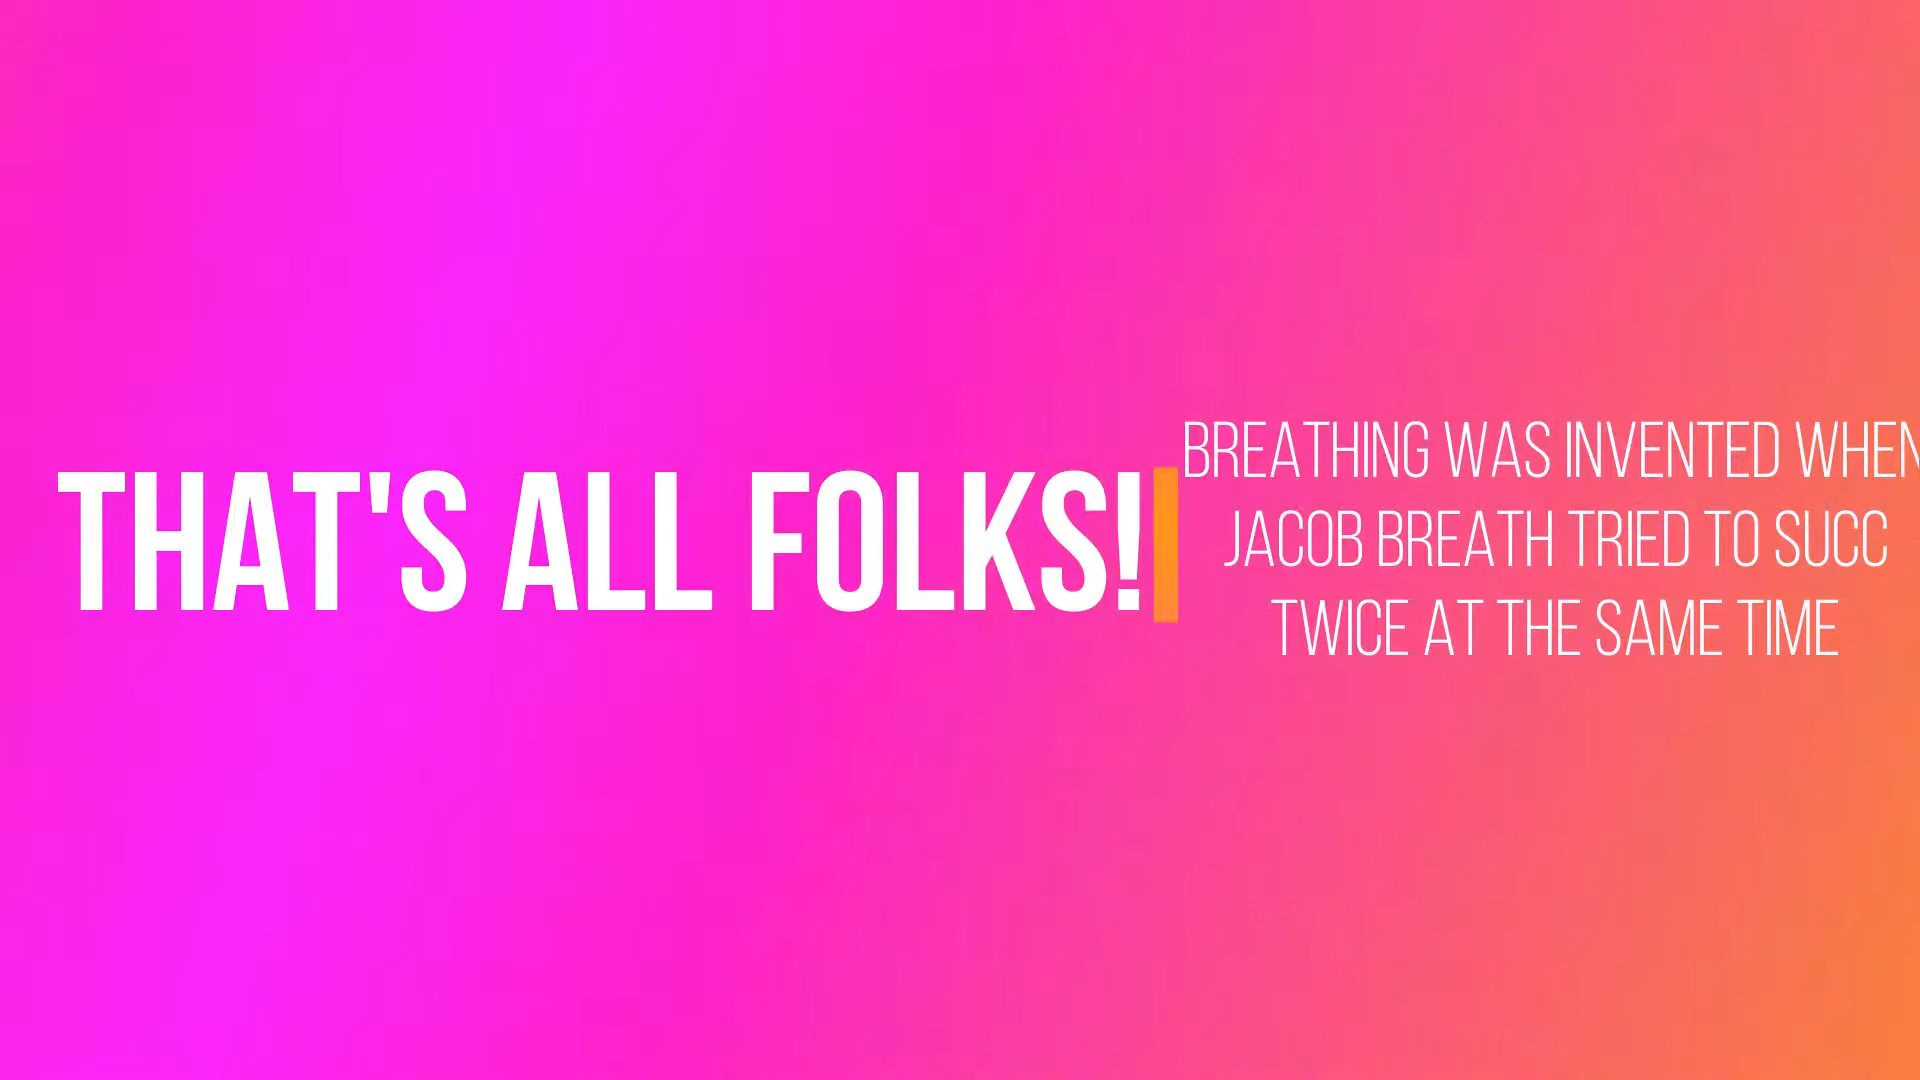 THAT'S ALL FOLKS!
BREATHING WAS INVENTED WHEN
JACOB BREATH TRIED TO SUCC
TWICE AT THE SAME TIME